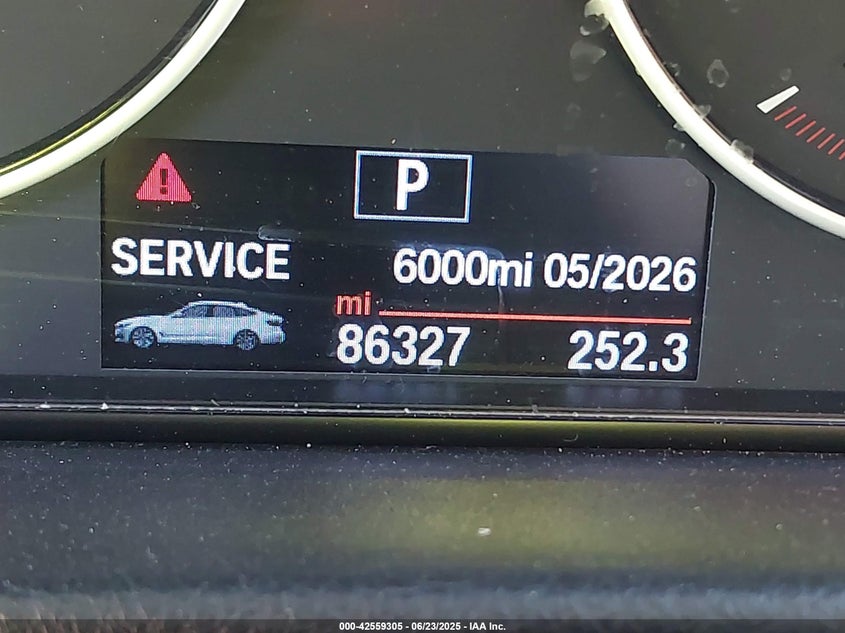 P
SERVICE 6000mi 05/2026
mi
86327 252.3
000-42559305 - 06/23/2025 - IAA Inc.